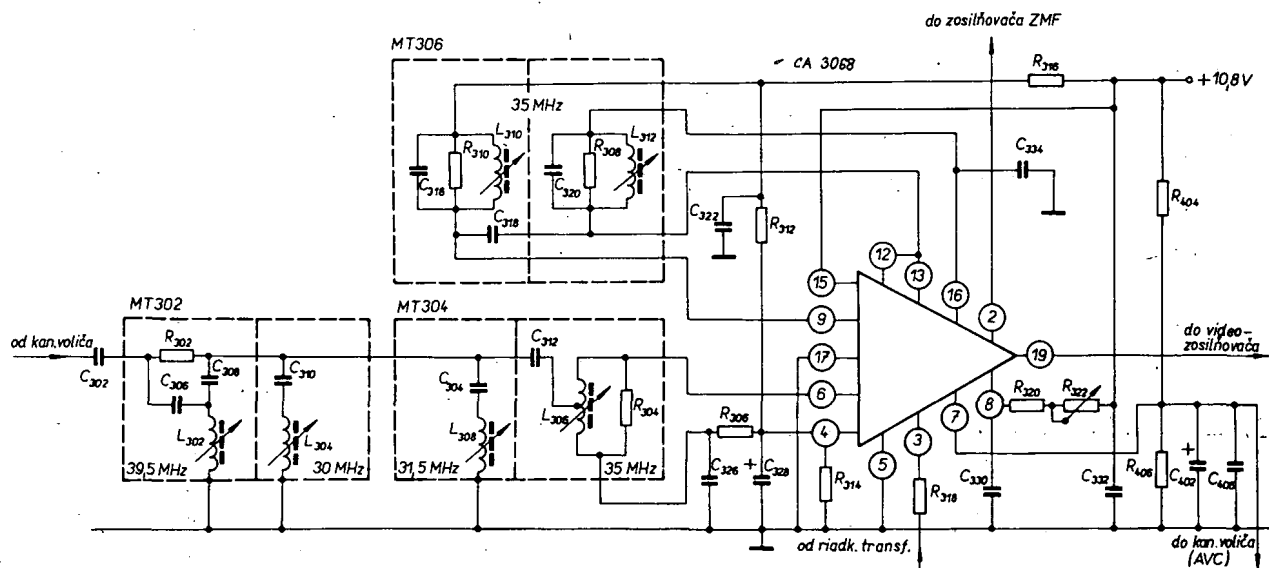 do zosilňovača ZMF
MT306
CA 3068
R316
+10,8V
35 MHz
L310
L312
R310
R308
C318
C320
C334
C318
C322
R312
R404
12
13
15
16
2
9
MT302
MT304
od kan.voliča
R302
C312
17
19
do video-
zosilňovača
C302
C306
C308
C310
C304
L306
R304
6
R320
R322
7
8
L302
L304
L308
R306
4
3
5
39,5 MHz
30 MHz
31,5 MHz
35 MHz
C326
+
C328
R314
R318
C330
C332
R406
+
C402
C408
od riadk. transf.
do kan.voliča
(AVC)